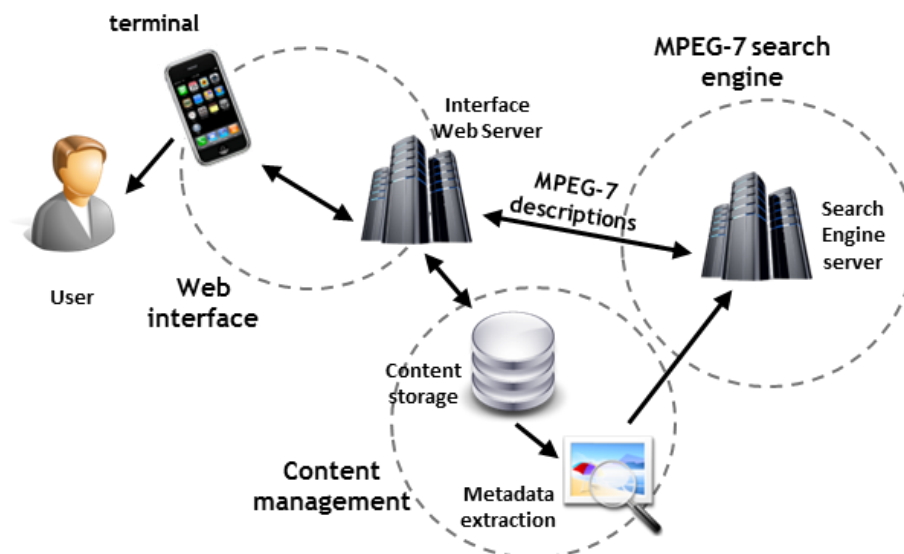 terminal
MPEG-7 search
engine
Interface
Web Server
MPEG-7
descriptions
Search
Engine
server
User
Web
interface
Content
storage
Content
management
Metadata
extraction